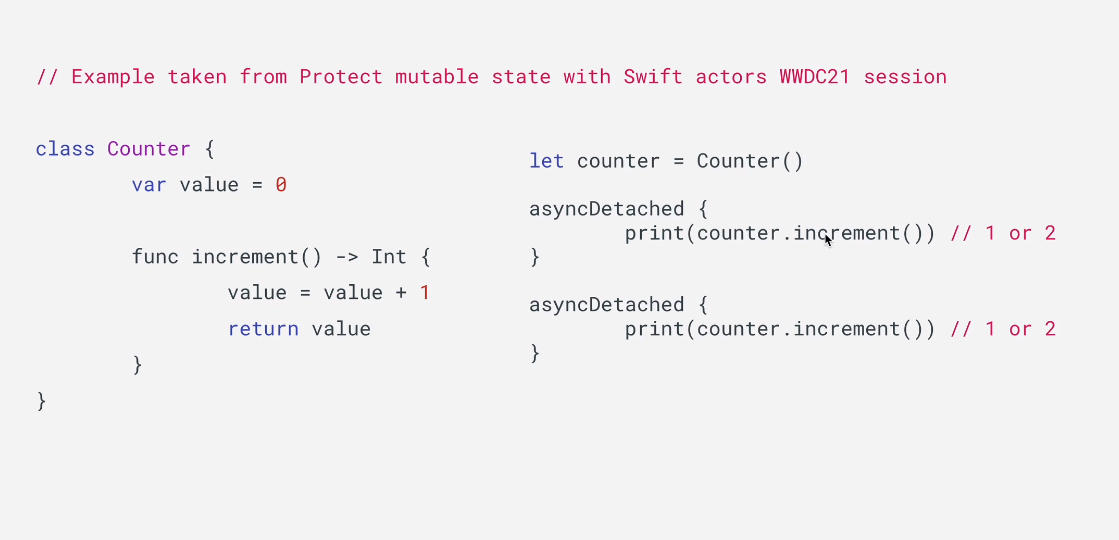 // Example taken from Protect mutable state with Swift actors WWDC21 session
class Counter {
var value = 0
func increment() -> Int {
value = value + 1
return value
}
}
let counter = Counter()
asyncDetached {
print(counter.increment()) // 1 or 2
}
asyncDetached {
print(counter.increment()) // 1 or 2
}